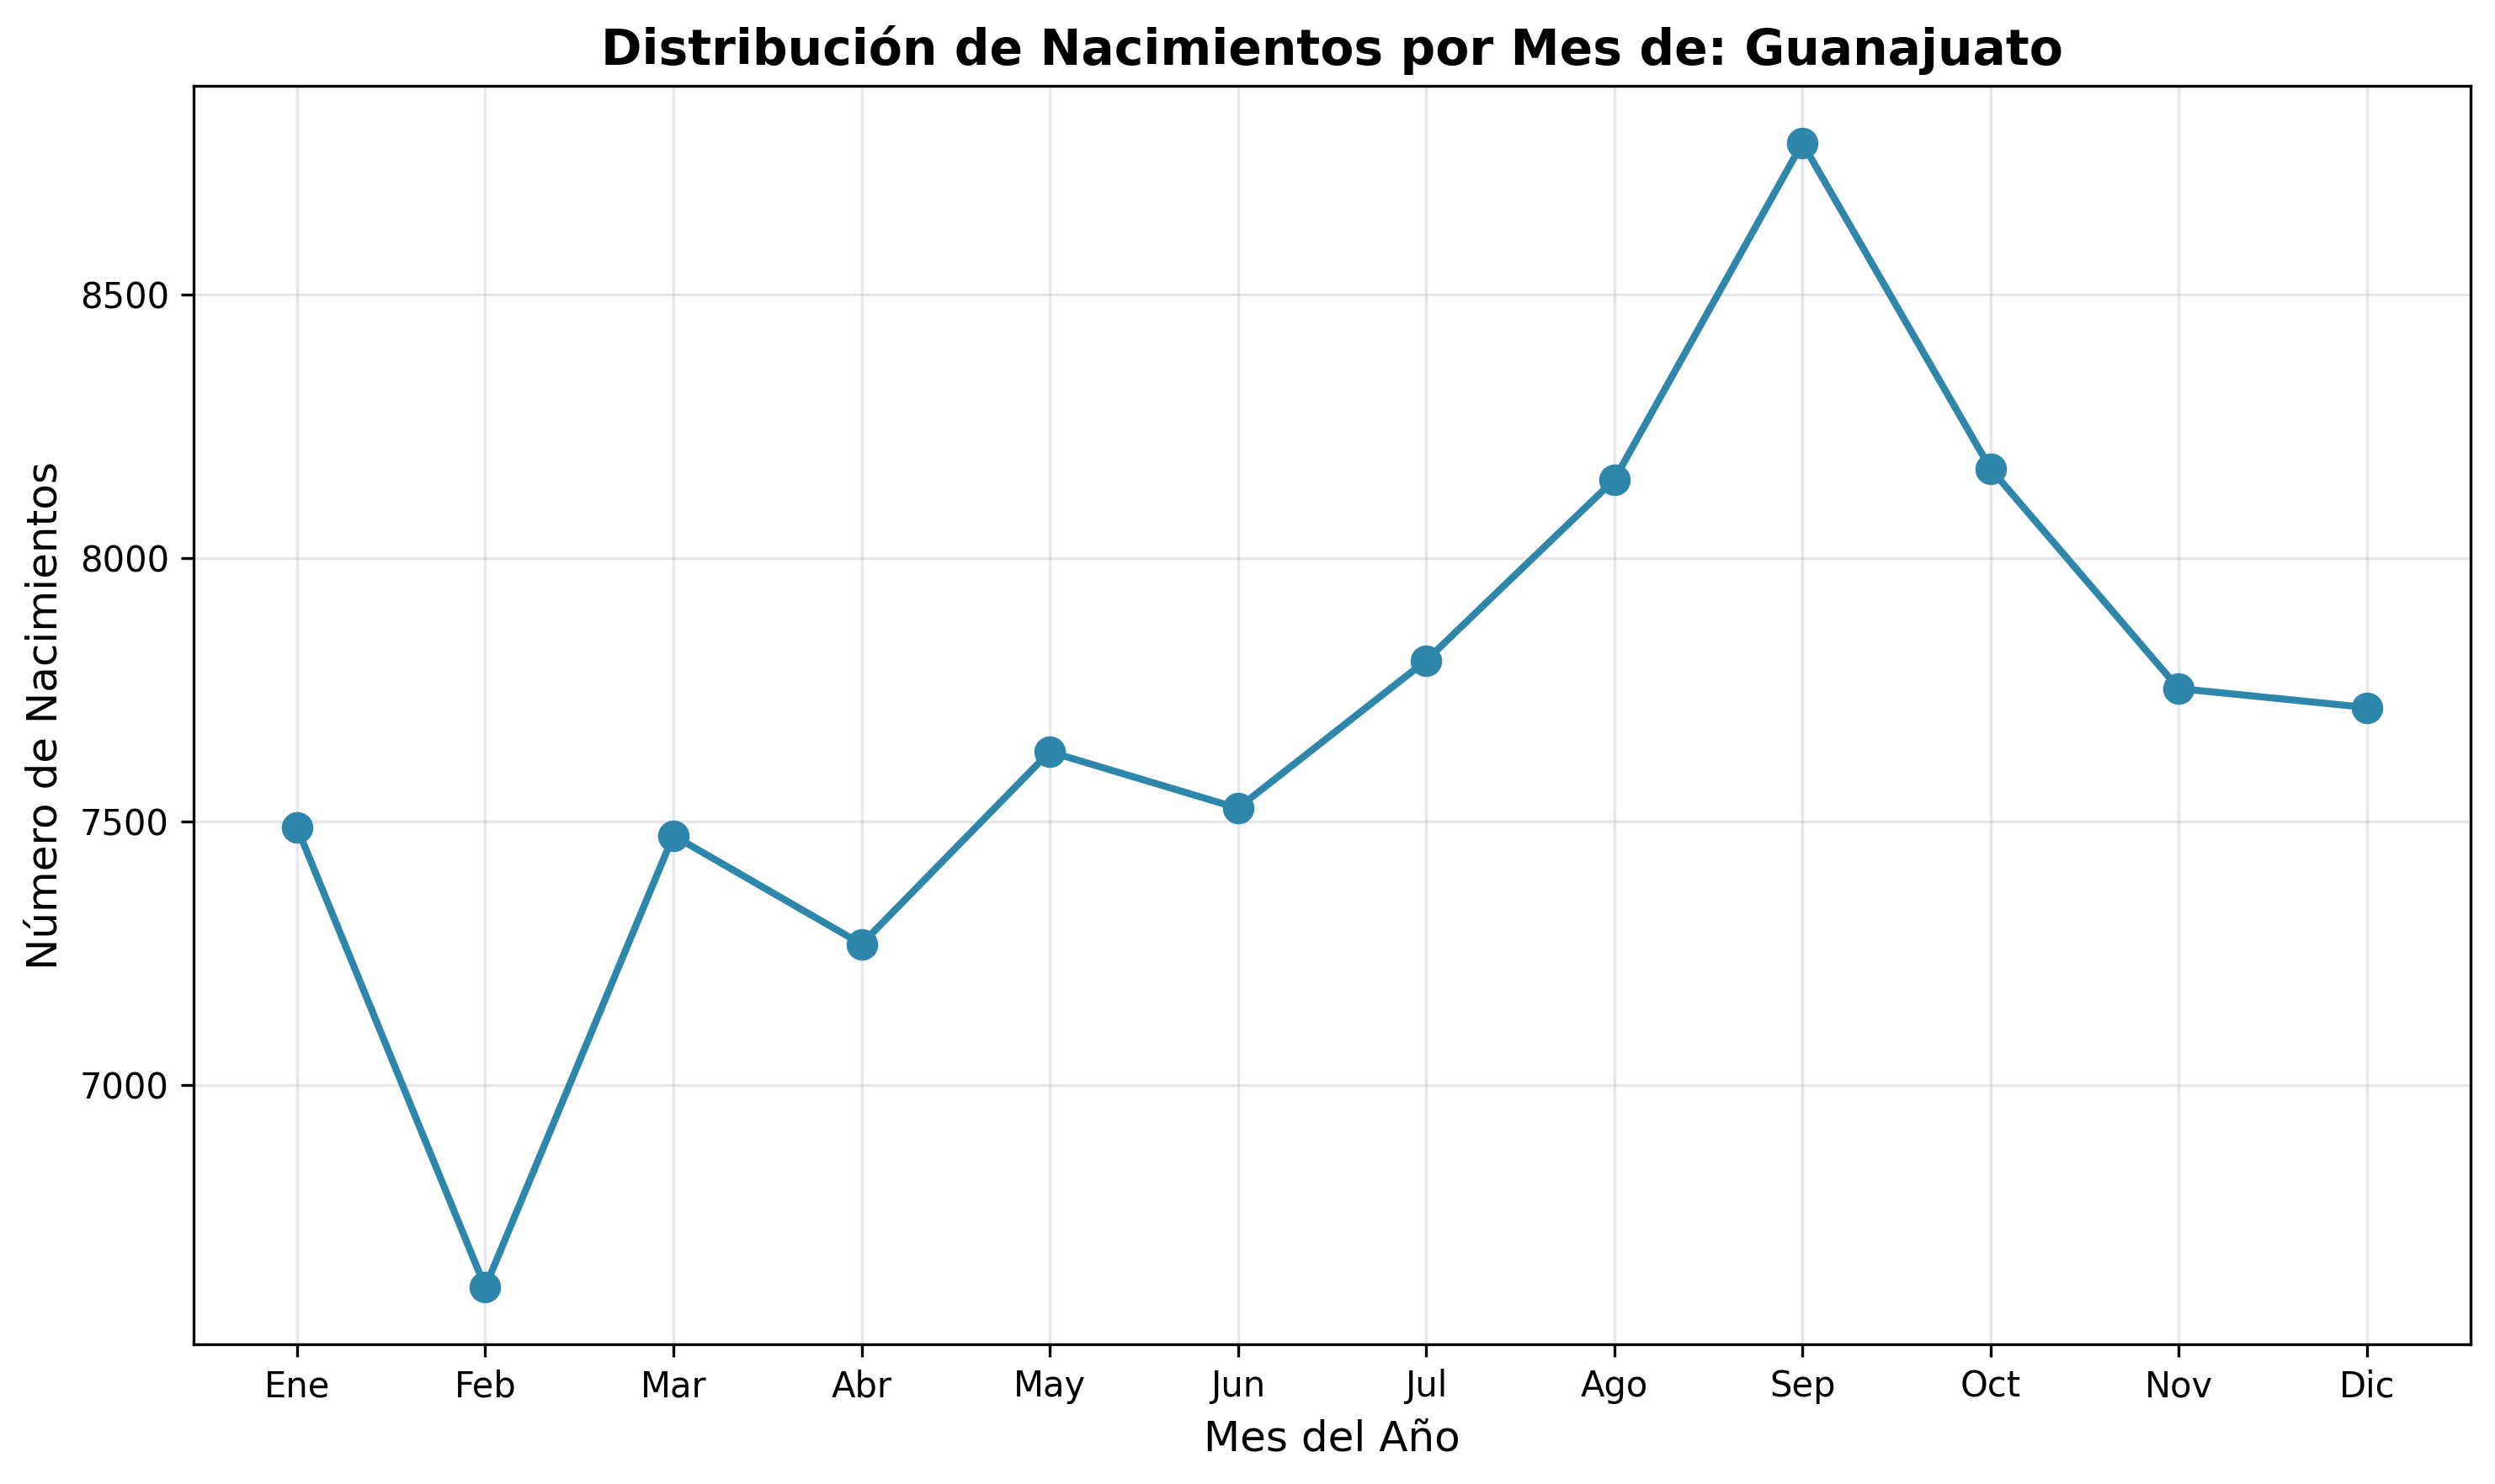 Distribución de Nacimientos por Mes de: Guanajuato
Número de Nacimientos
8500
8000
7500
7000
Ene Feb Mar Abr May Jun Jul Ago Sep Oct Nov Dic
Mes del Año